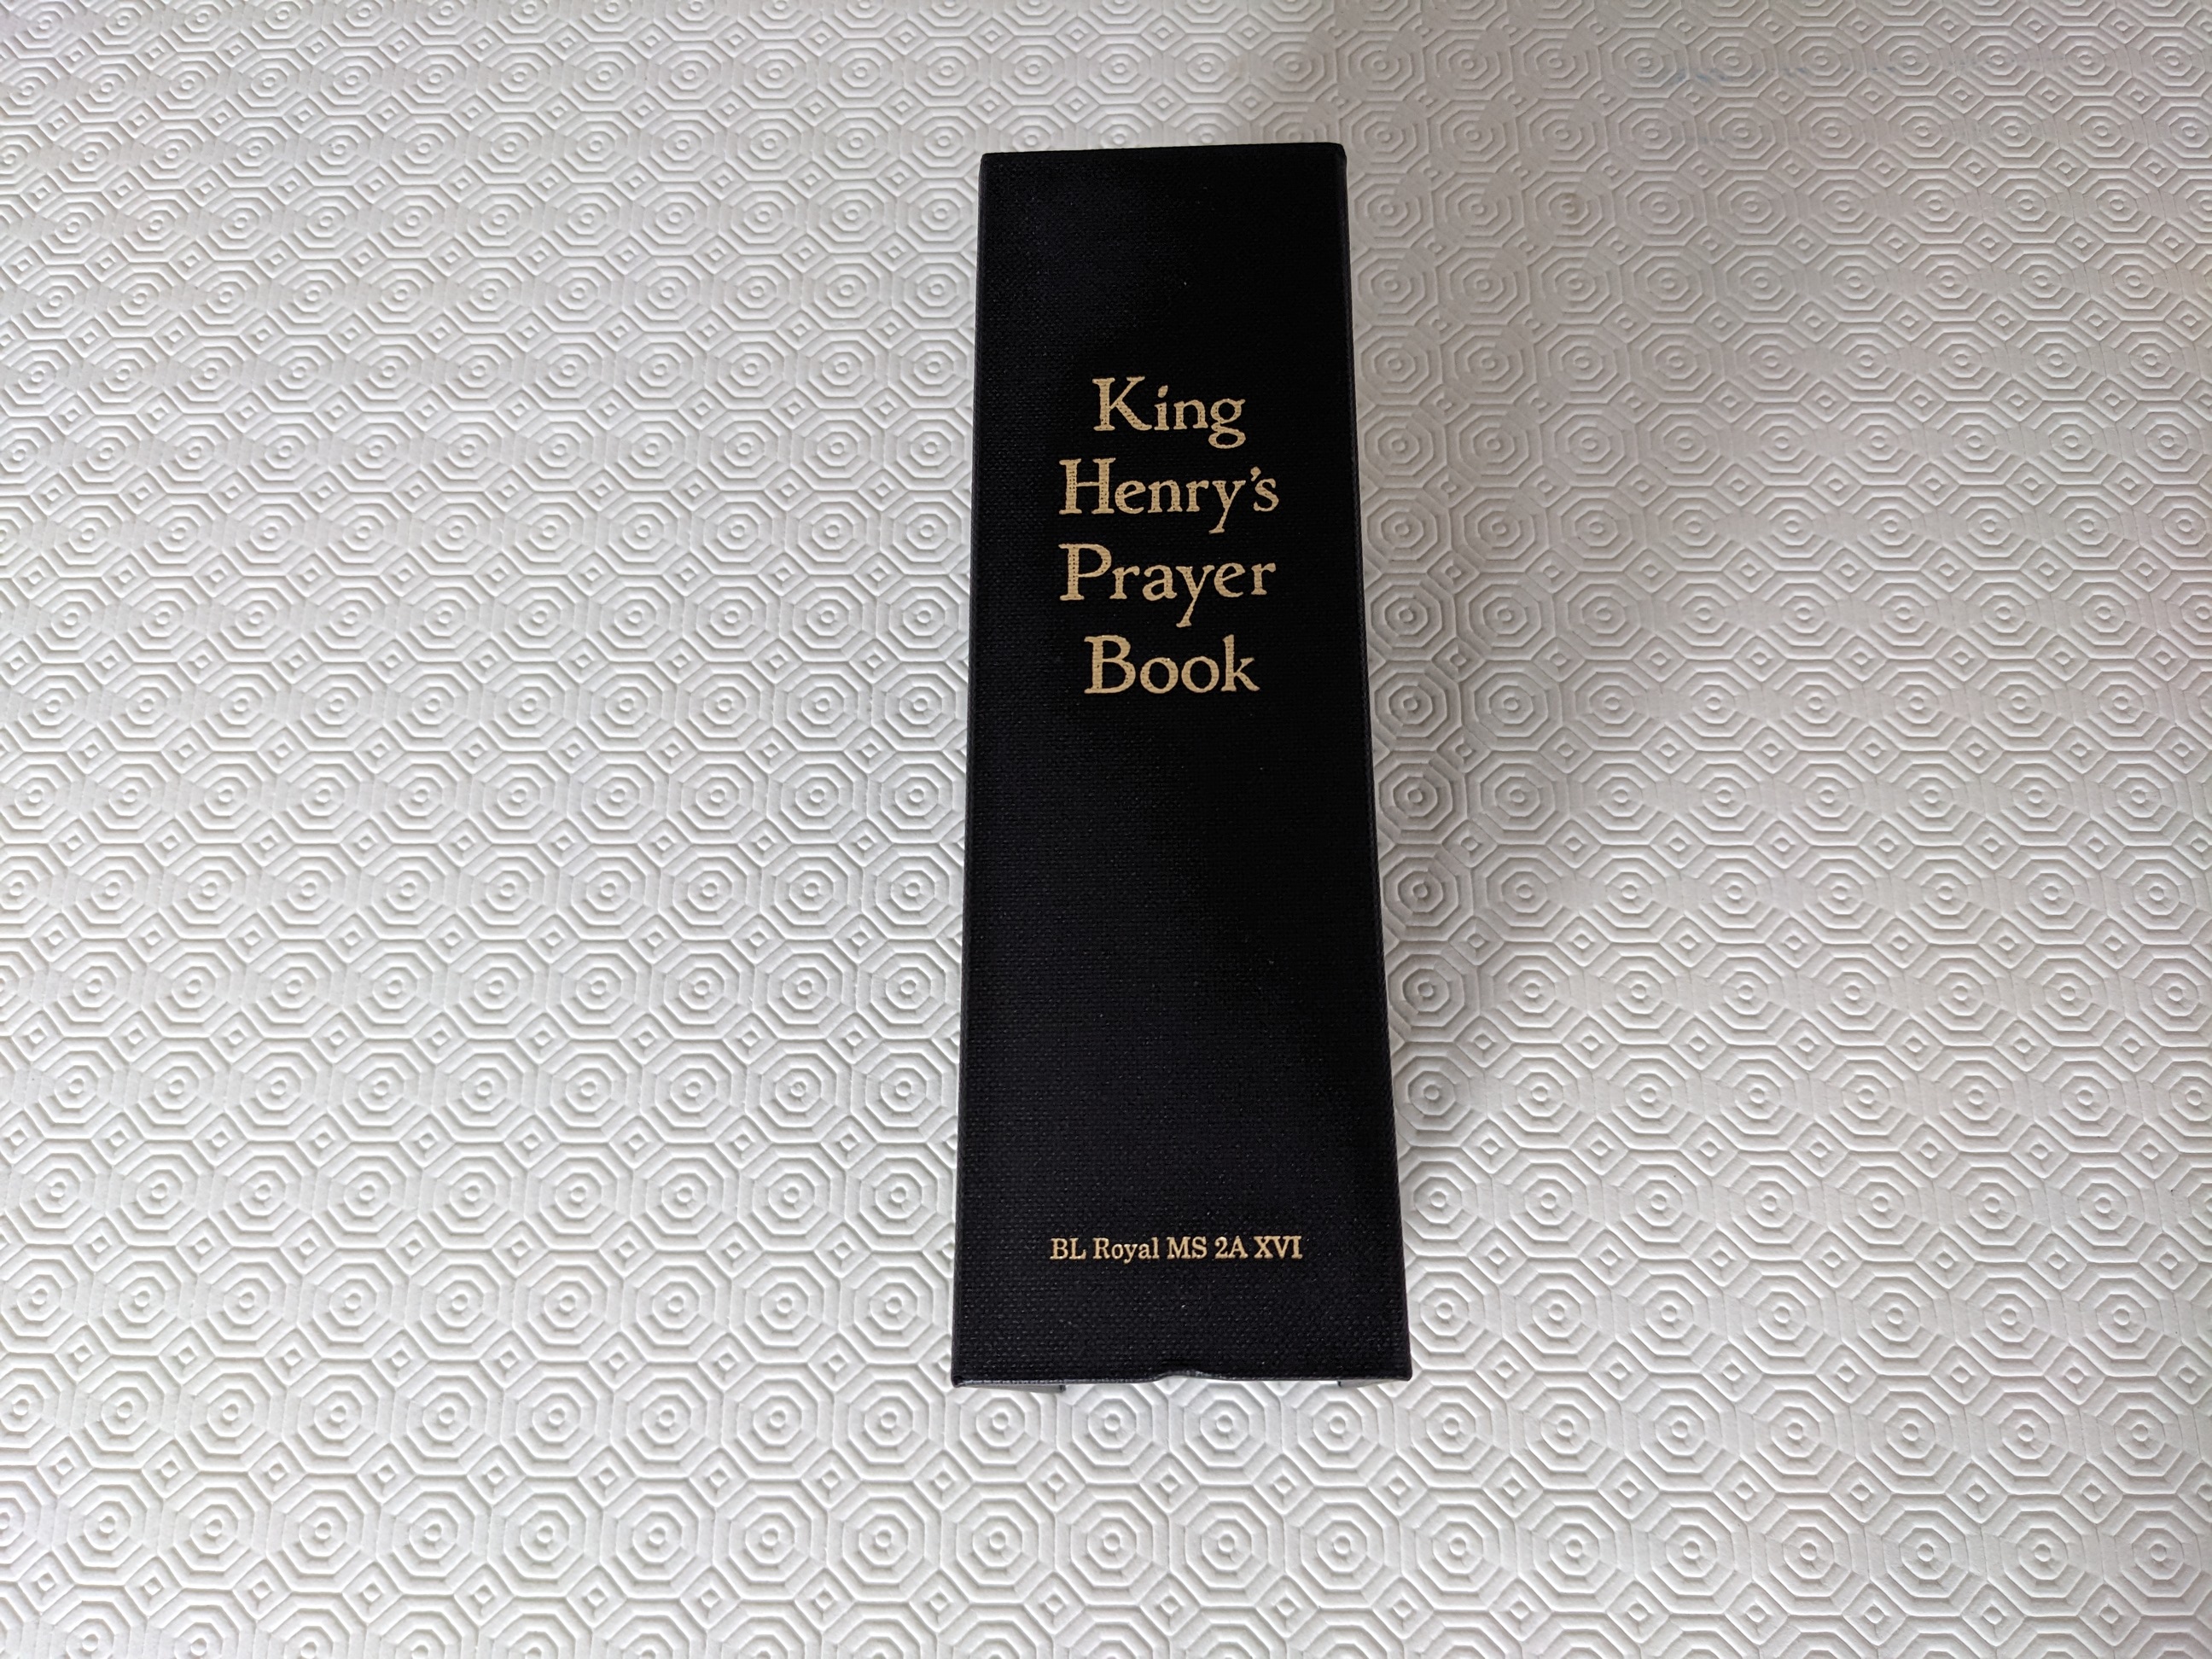 King
Henry's
Prayer
Book
BL Royal MS 2A XVI